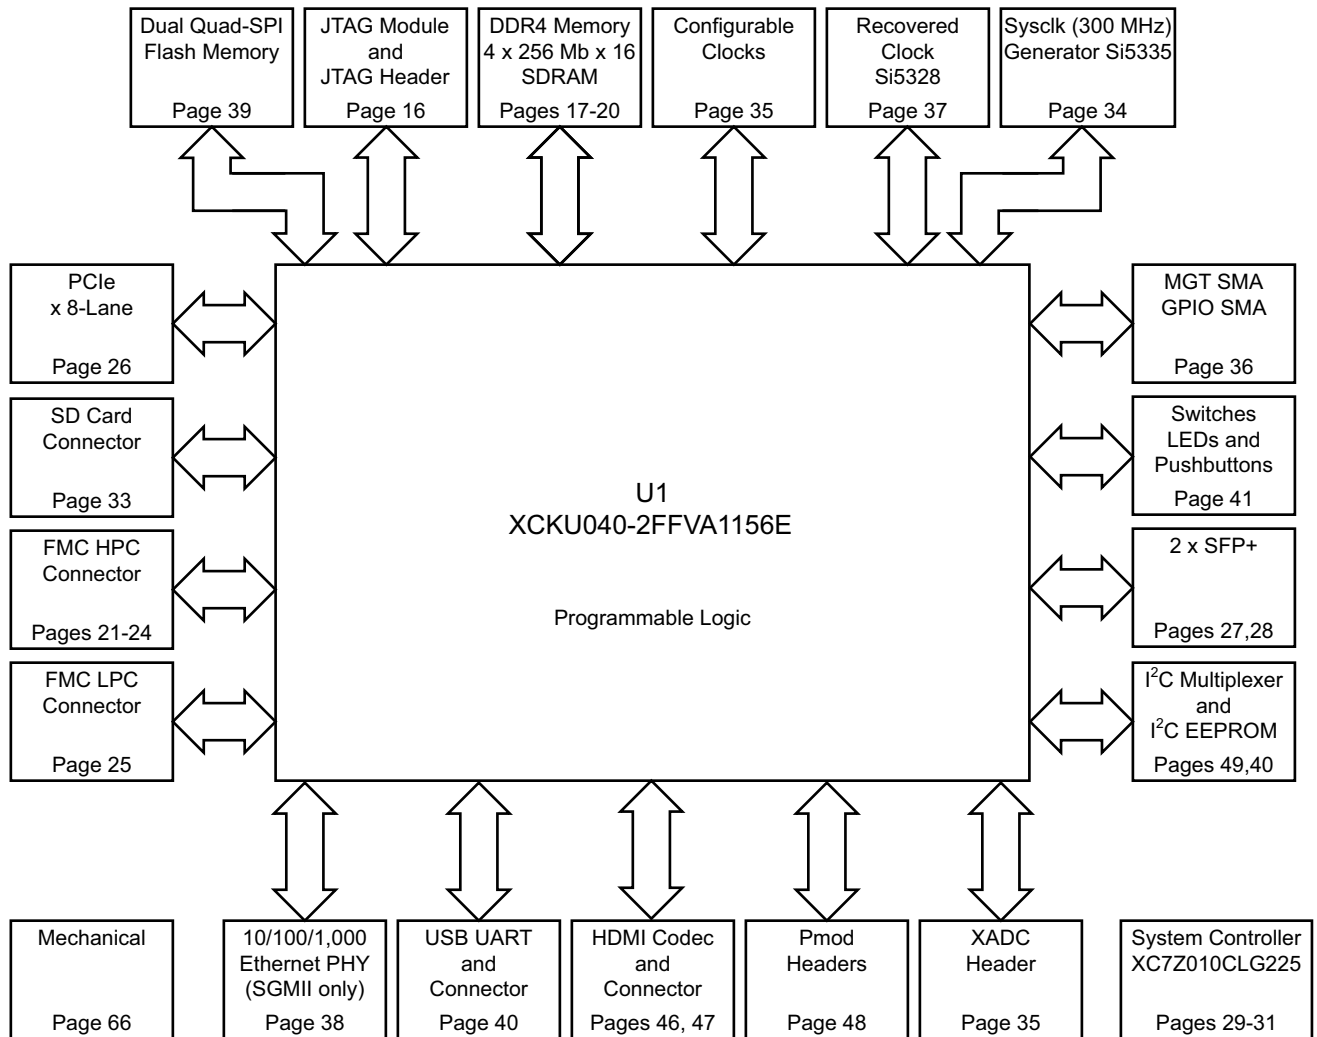 Dual Quad-SPI
Flash Memory
Page 39
JTAG Module
and
JTAG Header
Page 16
DDR4 Memory
4 x 256 Mb x 16
SDRAM
Pages 17-20
Configurable
Clocks
Page 35
Recovered
Clock
Si5328
Page 37
Sysclk (300 MHz)
Generator Si5335
Page 34
PCIe
x 8-Lane
Page 26
SD Card
Connector
Page 33
FMC HPC
Connector
Pages 21-24
FMC LPC
Connector
Page 25
U1
XCKU040-2FFVA1156E
Programmable Logic
MGT SMA
GPIO SMA
Page 36
Switches
LEDs and
Pushbuttons
Page 41
2 x SFP+
Pages 27,28
I²C Multiplexer
and
I²C EEPROM
Pages 49,40
Mechanical
Page 66
10/100/1,000
Ethernet PHY
(SGMII only)
Page 38
USB UART
and
Connector
Page 40
HDMI Codec
and
Connector
Pages 46, 47
Pmod
Headers
Page 48
XADC
Header
Page 35
System Controller
XC7Z010CLG225
Pages 29-31